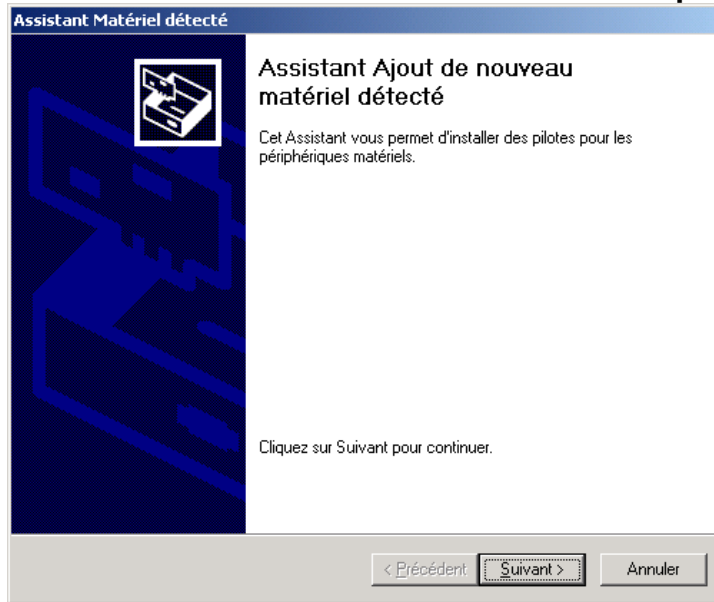 Assistant Matériel détecté
Assistant Ajout de nouveau
matériel détecté
Cet Assistant vous permet d'installer des pilotes pour les
périphériques matériels.
Cliquez sur Suivant pour continuer.
< Précédent
Suivant >
Annuler